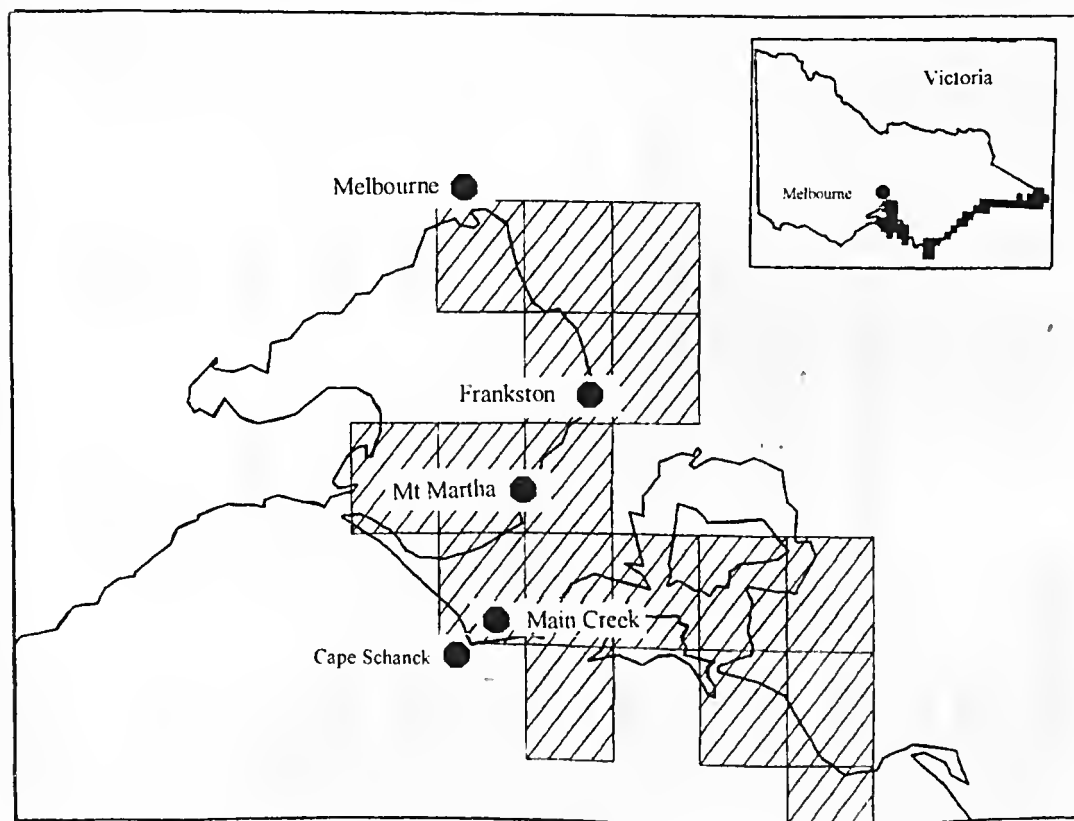 Victoria
Melbourne
Melbourne
Frankston
Mt Martha
Main Creek
Cape Schanck